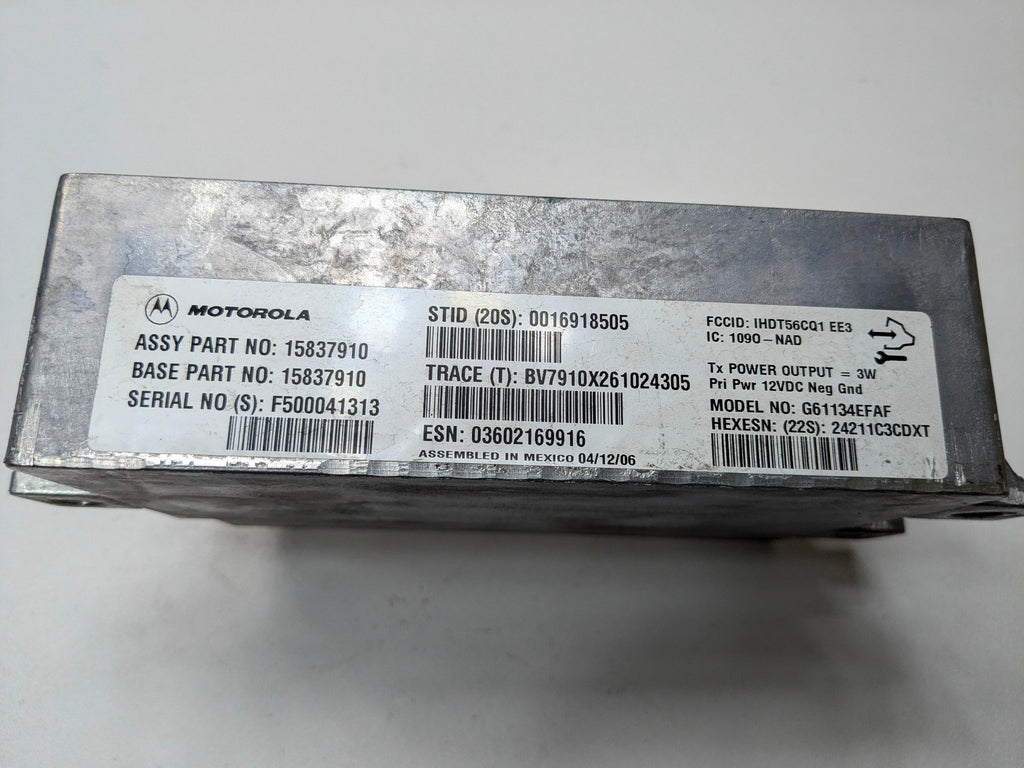 MOTOROLA
ASSY PART NO: 15837910
BASE PART NO: 15837910
SERIAL NO (S): F500041313
STID (20S): 0016918505
TRACE (T): BV7910X261024305
ESN: 03602169916
ASSEMBLED IN MEXICO 04/12/06
FCCID: IHDT56CQ1 EE3
IC: 109O-NAD
Tx POWER OUTPUT = 3W
Pri Pwr 12VDC Neg Gnd
MODEL NO: G61134EFAF
HEXESN: (22S): 24211C3CDXT